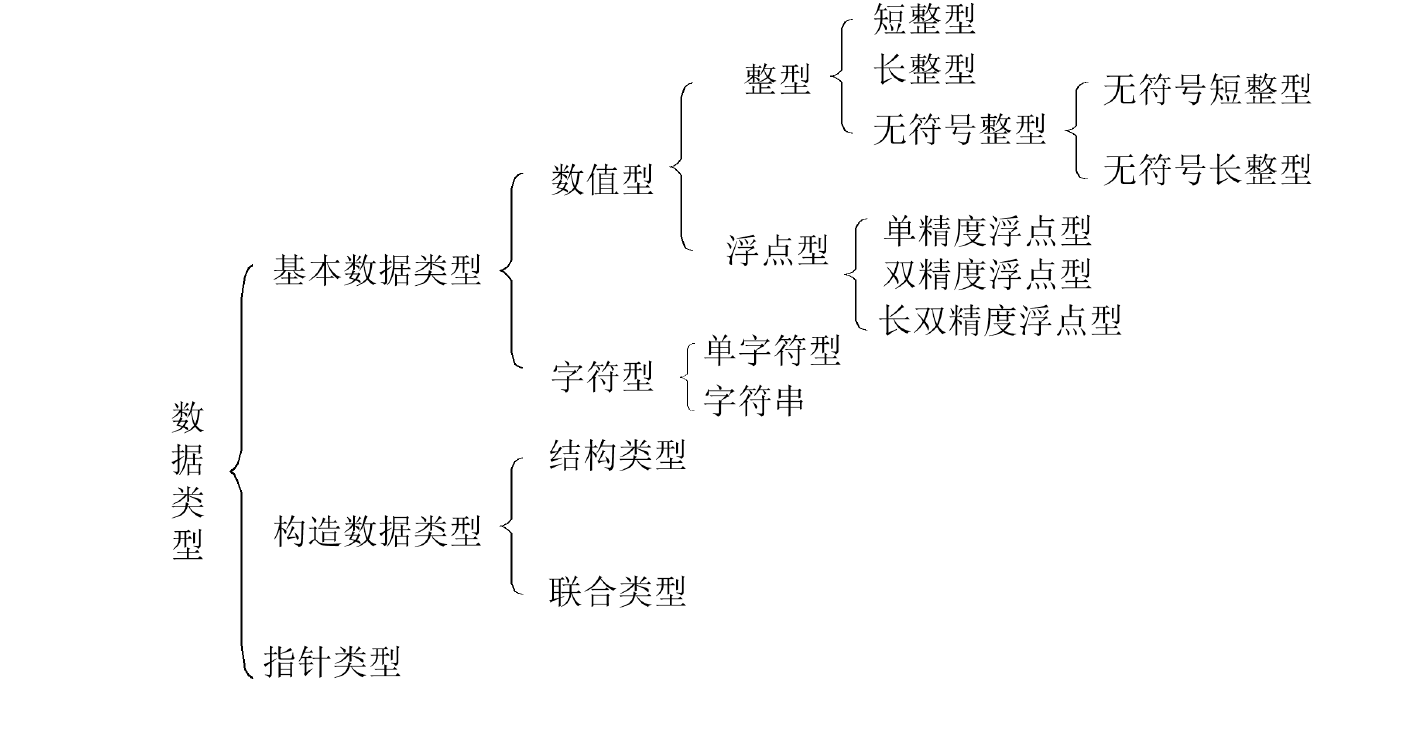 数据类型
基本数据类型
数值型
整型
短整型
长整型
无符号整型
无符号短整型
无符号长整型
浮点型
单精度浮点型
双精度浮点型
长双精度浮点型
字符型
单字符型
字符串
构造数据类型
结构类型
联合类型
指针类型